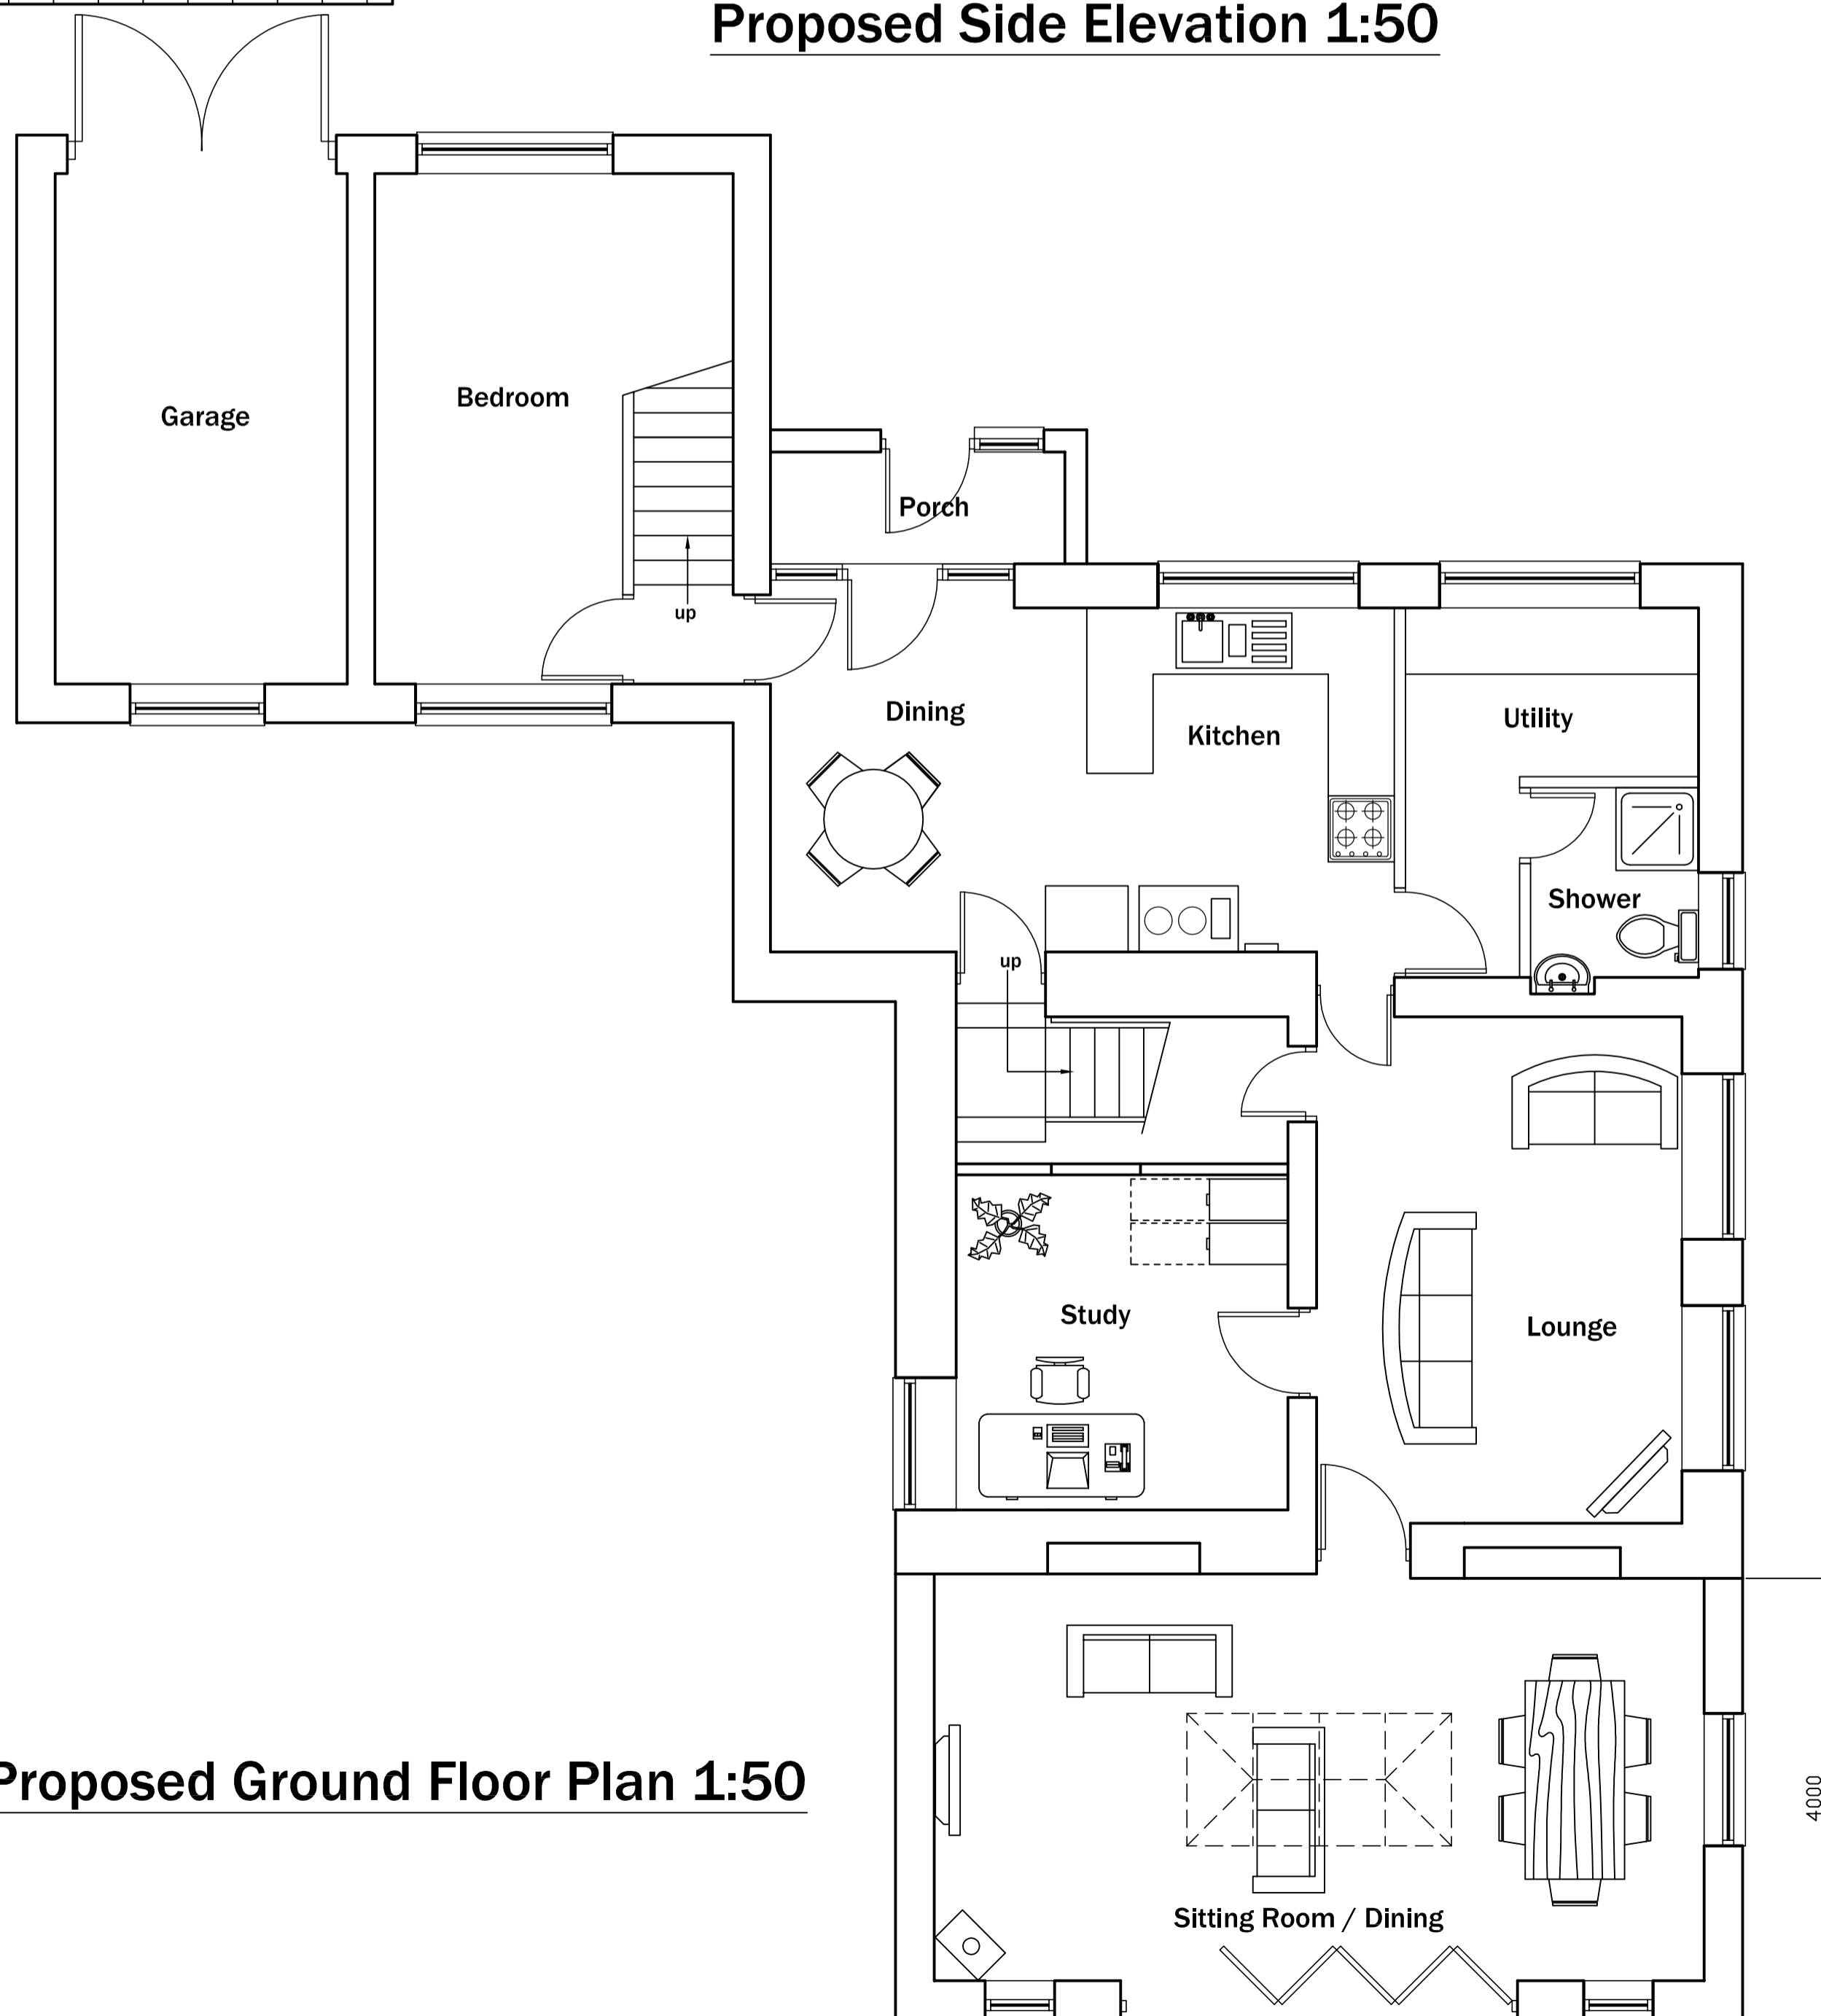 Proposed Side Elevation 1:50
Garage
Bedroom
Porch
up
Dining
Kitchen
Utility
Shower
up
Study
Lounge
Proposed Ground Floor Plan 1:50
4000
Sitting Room / Dining